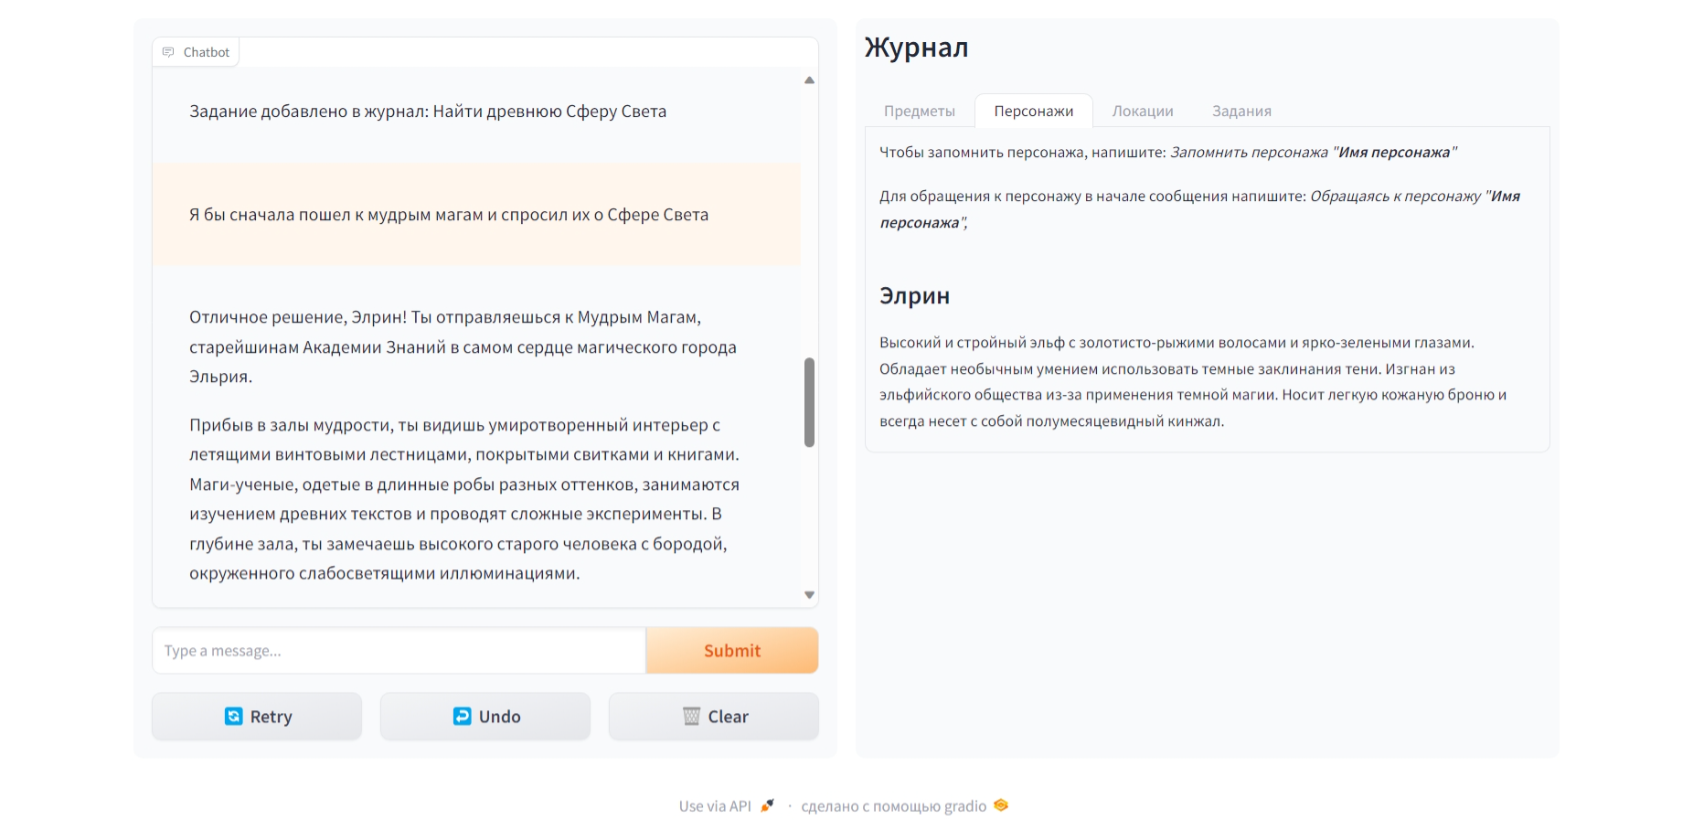 Chatbot
Задание добавлено в журнал: Найти древнюю Сферу Света
Я бы сначала пошел к мудрым магам и спросил их о Сфере Света
Отличное решение, Элрин! Ты отправляешься к Мудрым Магам,
старейшинам Академии Знаний в самом сердце магического города
Эльрия.
Прибыв в залы мудрости, ты видишь умиротворенный интерьер с
летящими винтовыми лестницами, покрытыми свитками и книгами.
Маги-ученые, одетые в длинные робы разных оттенков, занимаются
изучением древних текстов и проводят сложные эксперименты. В
глубине зала, ты замечаешь высокого старого человека с бородой,
окруженного слабосветящими иллюминациями.
Type a message...
Submit
Retry
Undo
Clear
Журнал
Предметы
Персонажи
Локации
Задания
Чтобы запомнить персонажа, напишите: Запомнить персонажа "Имя персонажа"
Для обращения к персонажу в начале сообщения напишите: Обращаясь к персонажу "Имя
персонажа",
Элрин
Высокий и стройный эльф с золотисто-рыжими волосами и ярко-зелеными глазами.
Обладает необычным умением использовать темные заклинания тени. Изгнан из
эльфийского общества из-за применения темной магии. Носит легкую кожаную броню и
всегда несет с собой полумесяцевидный кинжал.
Use via API · сделано с помощью gradio